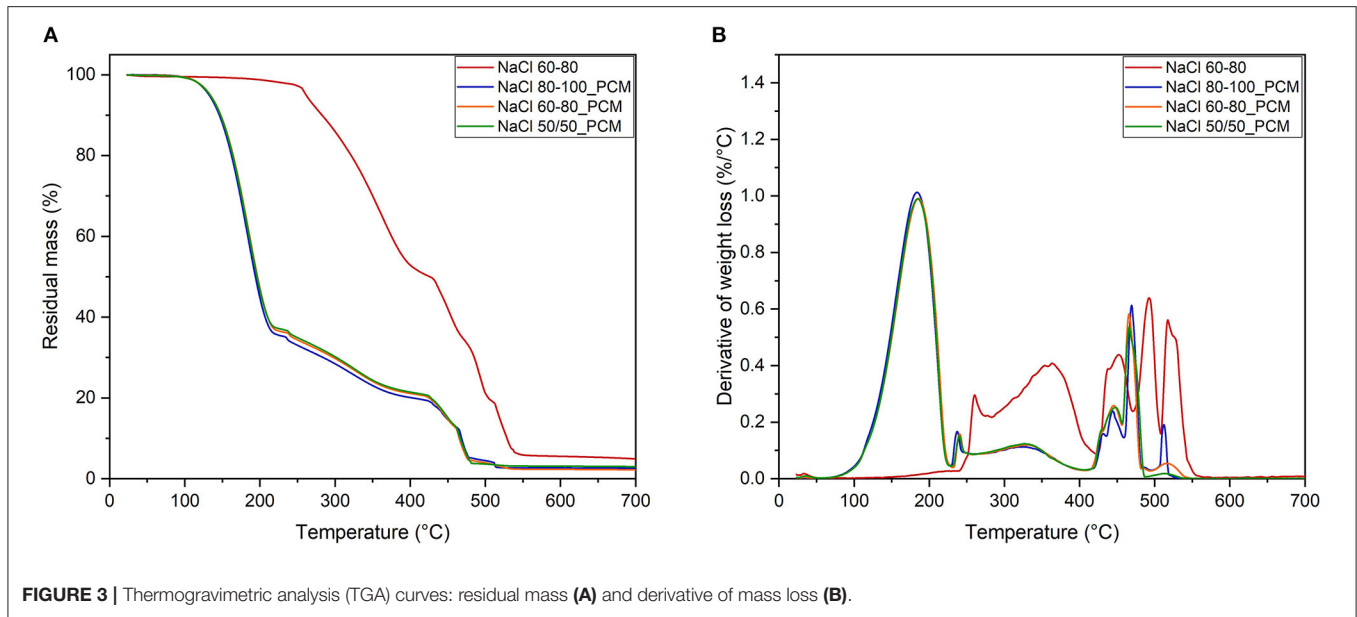 A
Residual mass (%)
100
80
60
40
20
0
0 100 200 300 400 500 600 700
Temperature (°C)
NaCl 60-80
NaCl 80-100_PCM
NaCl 60-80_PCM
NaCl 50/50_PCM
B
Derivative of weight loss (%/°C)
1.4
1.2
1.0
0.8
0.6
0.4
0.2
0.0
0 100 200 300 400 500 600 700
Temperature (°C)
NaCl 60-80
NaCl 80-100_PCM
NaCl 60-80_PCM
NaCl 50/50_PCM
FIGURE 3 | Thermogravimetric analysis (TGA) curves: residual mass (A) and derivative of mass loss (B).